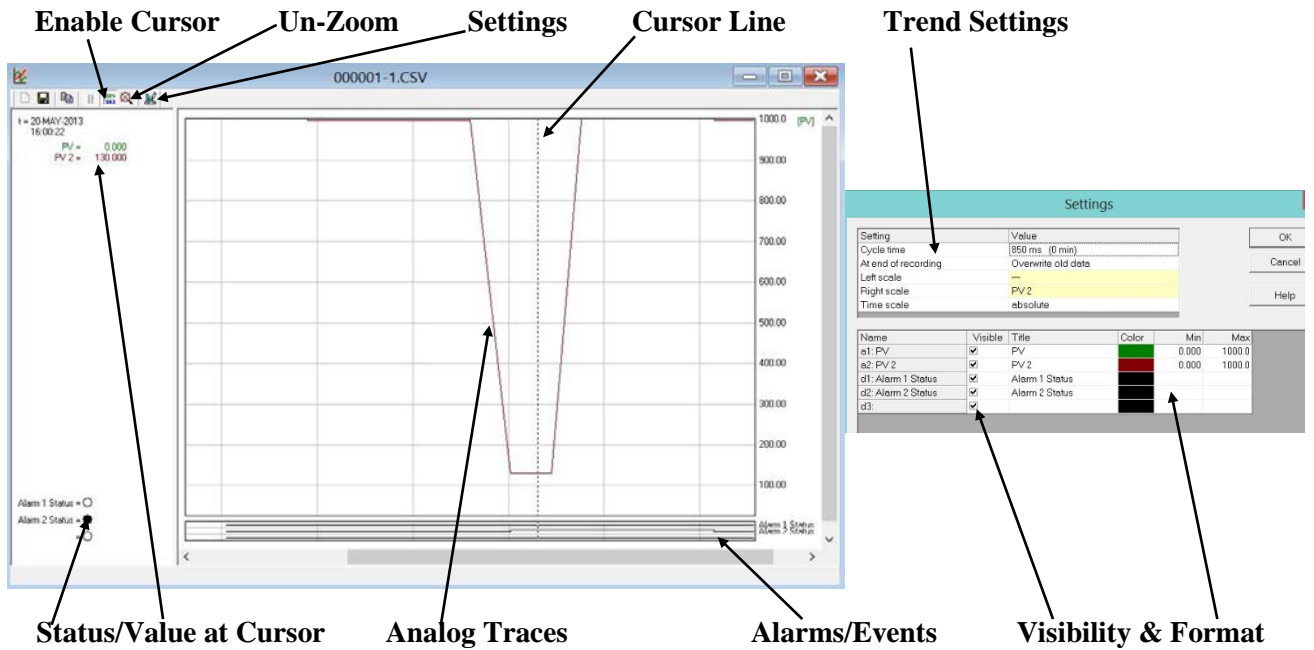 Enable Cursor Un-Zoom Settings Cursor Line Trend Settings
000001-1.CSV
t = 20-MAY-2013
16:00:22
PV = 0.000
PV 2 = 130.000
1000.0 [PV]
900.00
800.00
700.00
600.00
500.00
400.00
300.00
200.00
100.00
Alarm 1 Status =
Alarm 2 Status =
=
Alarm 1 Status
Alarm 2 Status
Settings
Setting Value
Cycle time 850 ms (0 min)
At end of recording Overwrite old data
Left scale —
Right scale PV 2
Time scale absolute
OK
Cancel
Help
Name Visible Title Color Min Max
a1: PV PV 0.000 1000.0
a2: PV 2 PV 2 0.000 1000.0
d1: Alarm 1 Status Alarm 1 Status
d2: Alarm 2 Status Alarm 2 Status
d3:
Status/Value at Cursor Analog Traces Alarms/Events Visibility & Format